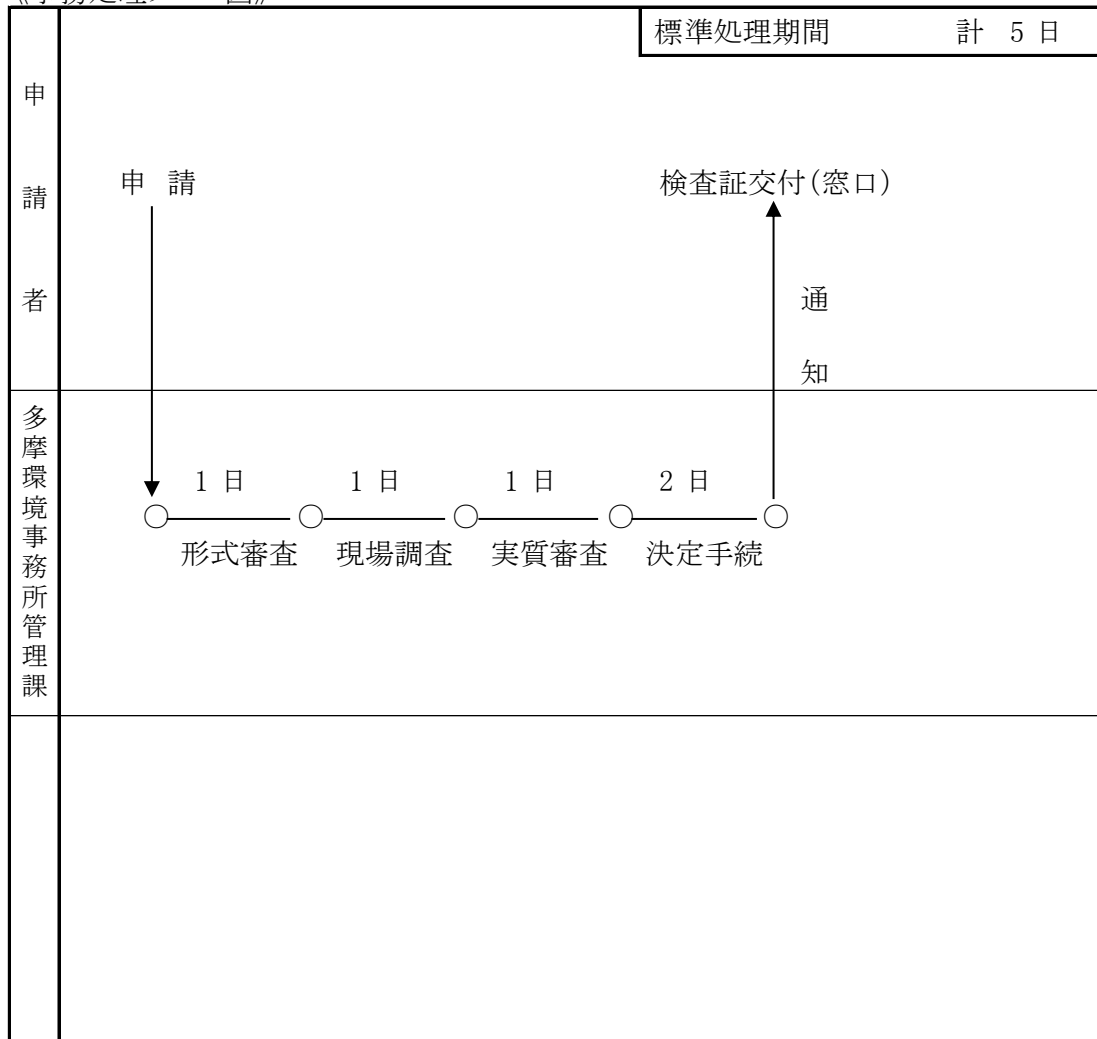 標準処理期間 計 5 日
申請者
申 請
検査証交付(窓口)
通知
多摩環境事務所管理課
1 日 1 日 1 日 2 日
形式審査 現場調査 実質審査 決定手続